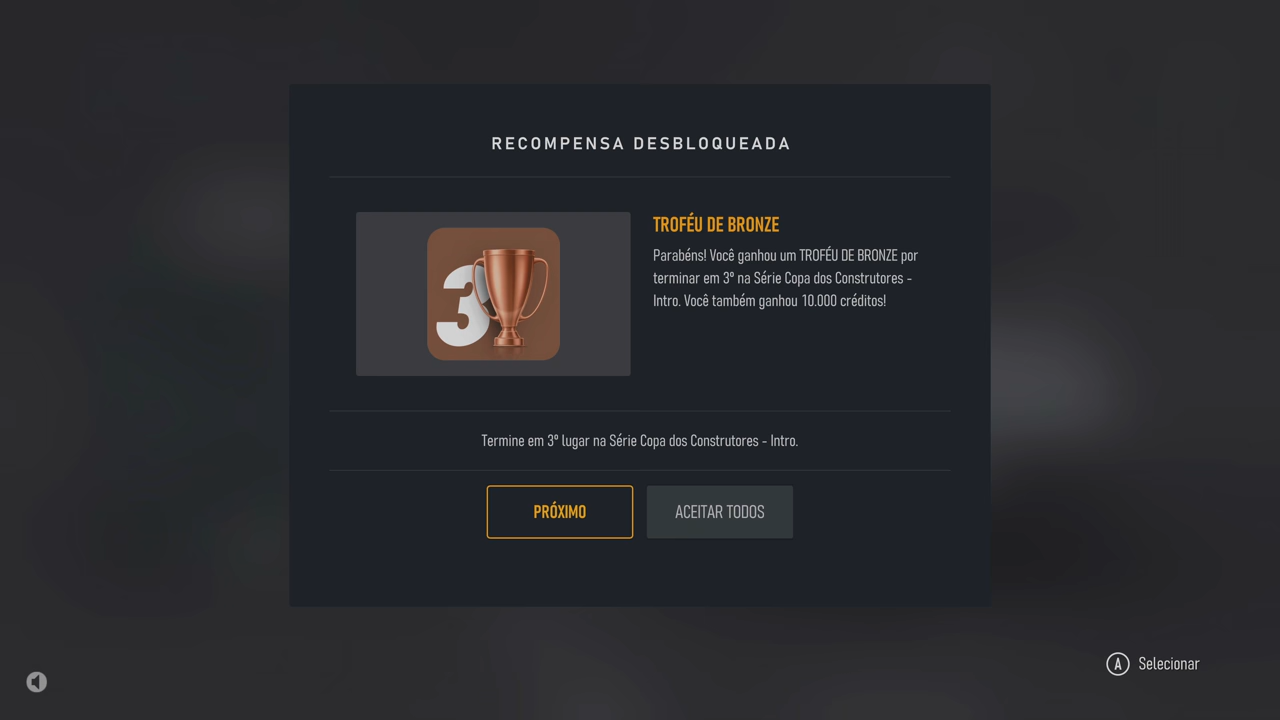 RECOMPENSA DESBLOQUEADA
3
TROFÉU DE BRONZE
Parabéns! Você ganhou um TROFÉU DE BRONZE por
terminar em 3º na Série Copa dos Construtores -
Intro. Você também ganhou 10.000 créditos!
Termine em 3º lugar na Série Copa dos Construtores - Intro.
PRÓXIMO
ACEITAR TODOS
A Selecionar